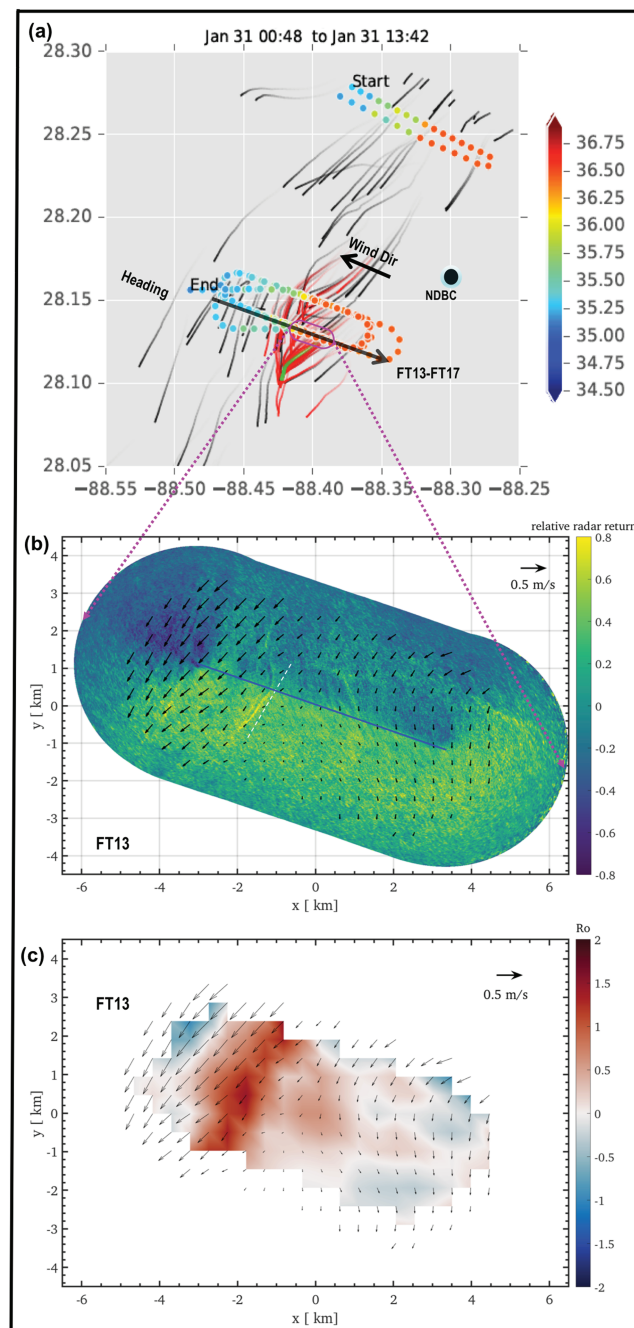 (a)
Jan 31 00:48 to Jan 31 13:42
28.30
28.25
28.20
28.15
28.10
28.05
Start
Wind Dir
Heading
End
NDBC
FT13-FT17
−88.55 −88.50 −88.45 −88.40 −88.35 −88.30 −88.25
36.75
36.50
36.25
36.00
35.75
35.50
35.25
35.00
34.75
34.50
(b)
relative radar return
0.5 m/s
4
3
2
1
0
-1
-2
-3
-4
y [ km]
FT13
-6 -4 -2 0 2 4 6
x [ km]
0.8
0.6
0.4
0.2
0
-0.2
-0.4
-0.6
-0.8
(c)
Ro
FT13
0.5 m/s
4
3
2
1
0
-1
-2
-3
-4
y [ km]
-6 -4 -2 0 2 4 6
x [ km]
2
1.5
1
0.5
0
-0.5
-1
-1.5
-2